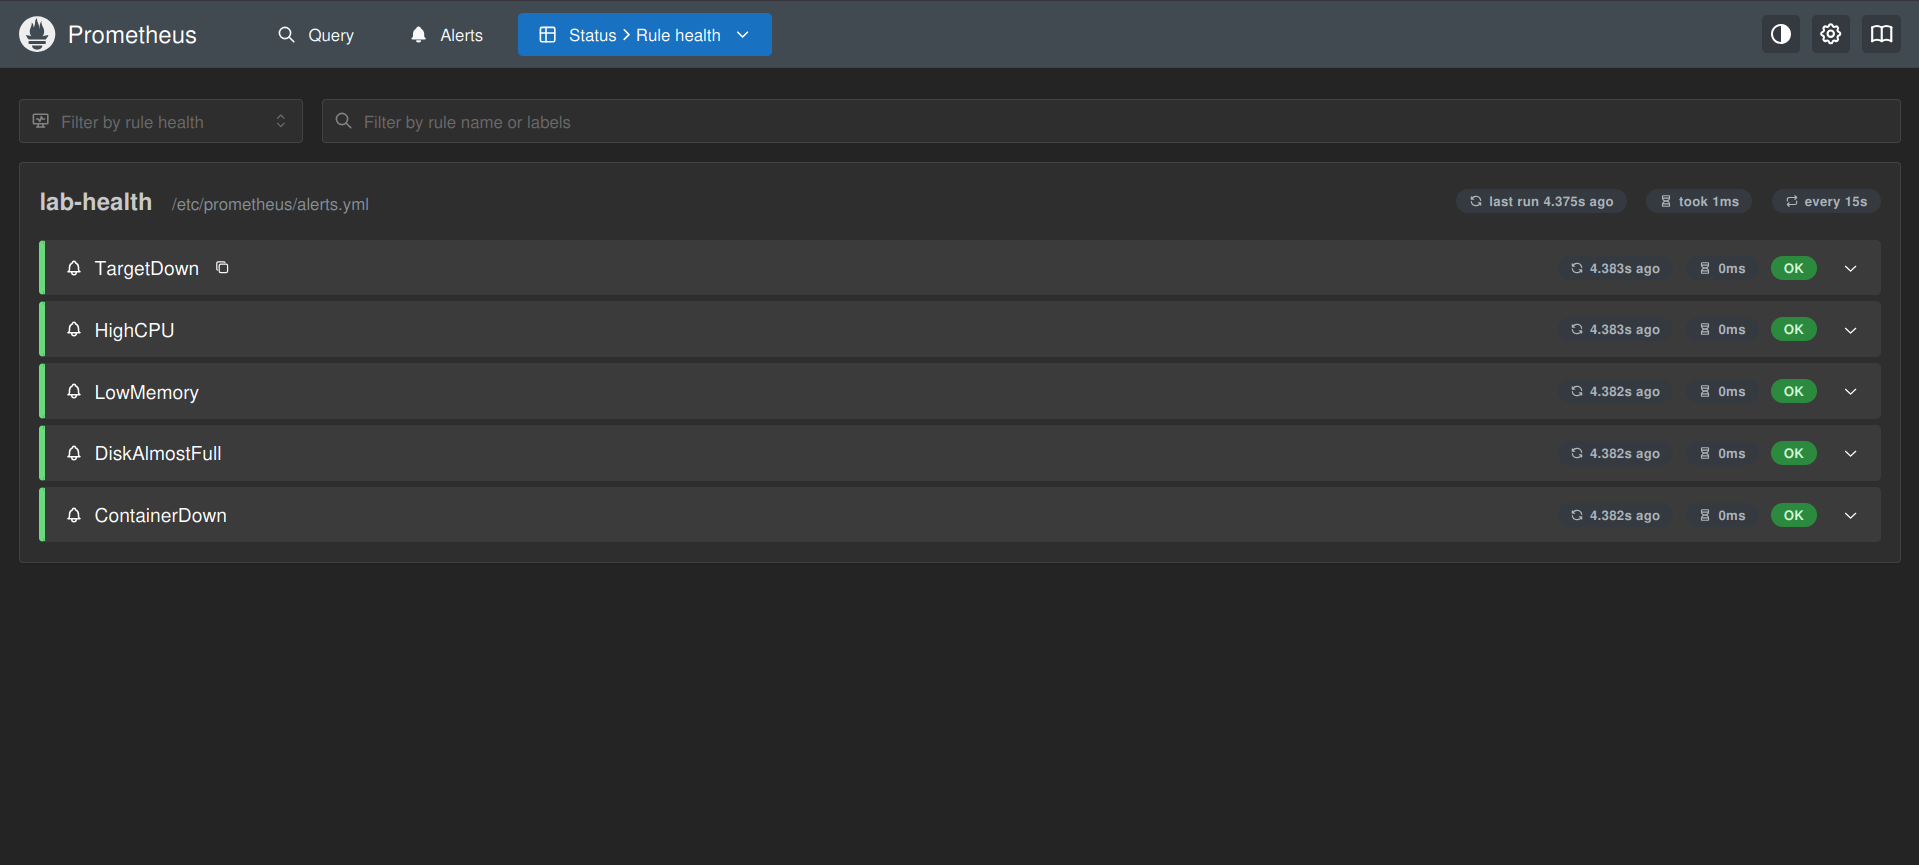 Prometheus Query Alerts Status > Rule health
Filter by rule health Filter by rule name or labels
lab-health /etc/prometheus/alerts.yml last run 4.375s ago took 1ms every 15s
TargetDown 4.383s ago 0ms OK
HighCPU 4.383s ago 0ms OK
LowMemory 4.382s ago 0ms OK
DiskAlmostFull 4.382s ago 0ms OK
ContainerDown 4.382s ago 0ms OK